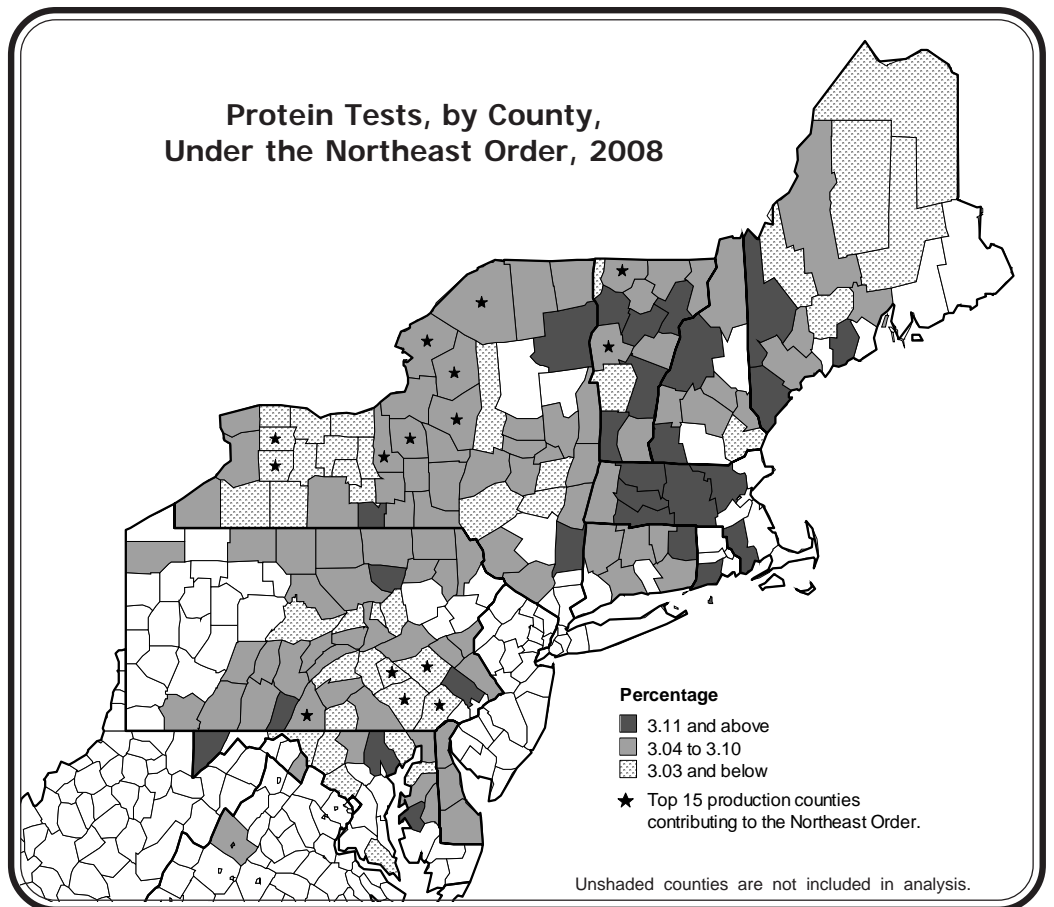 Protein Tests, by County,
Under the Northeast Order, 2008
Percentage
3.11 and above
3.04 to 3.10
3.03 and below
Top 15 production counties
contributing to the Northeast Order.
Unshaded counties are not included in analysis.